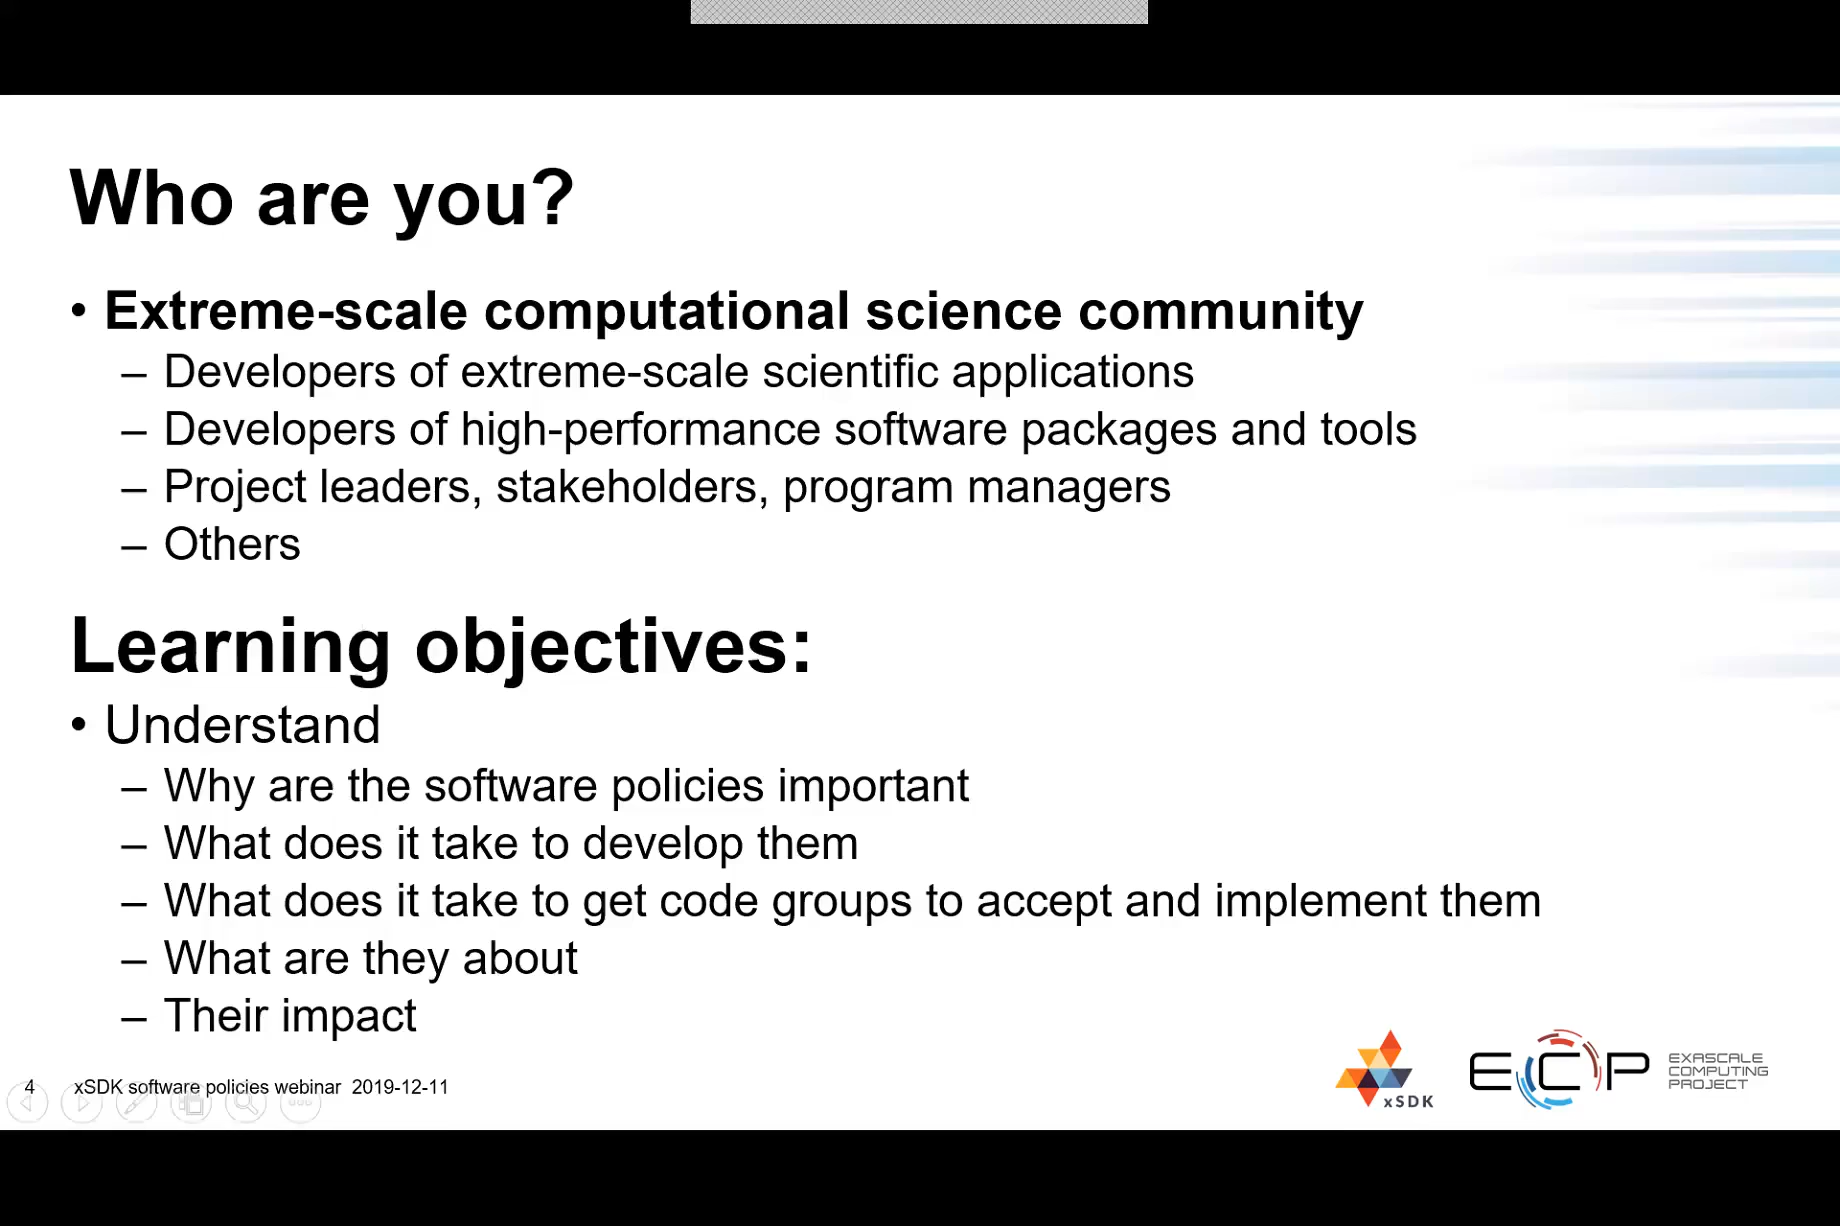 Who are you?
• Extreme-scale computational science community
– Developers of extreme-scale scientific applications
– Developers of high-performance software packages and tools
– Project leaders, stakeholders, program managers
– Others
Learning objectives:
• Understand
– Why are the software policies important
– What does it take to develop them
– What does it take to get code groups to accept and implement them
– What are they about
– Their impact
4 xSDK software policies webinar 2019-12-11
xSDK
ECP
EXASCALE
COMPUTING
PROJECT